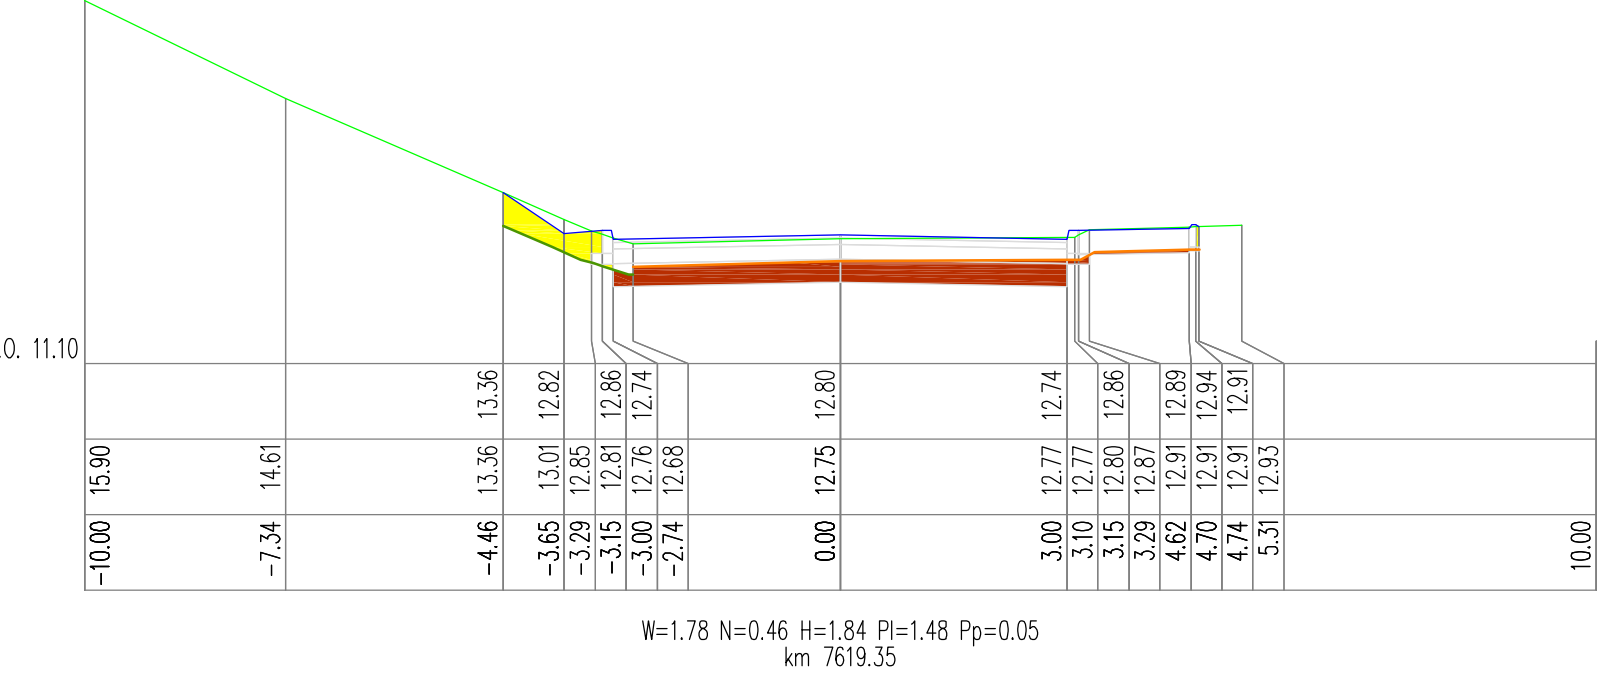 .O. 11.10
13.36 12.82 12.86 12.74 12.80 12.74 12.86 12.89 12.94 12.91
15.90 14.61 13.36 13.01 12.85 12.81 12.76 12.68 12.75 12.77 12.77 12.80 12.87 12.91 12.91 12.91 12.93
-10.00 -7.34 -4.46 -3.65 -3.29 -3.15 -3.00 -2.74 0.00 3.00 3.10 3.15 3.29 4.62 4.70 4.74 5.31 10.00
W=1.78 N=0.46 H=1.84 Pl=1.48 Pp=0.05
km 7619.35